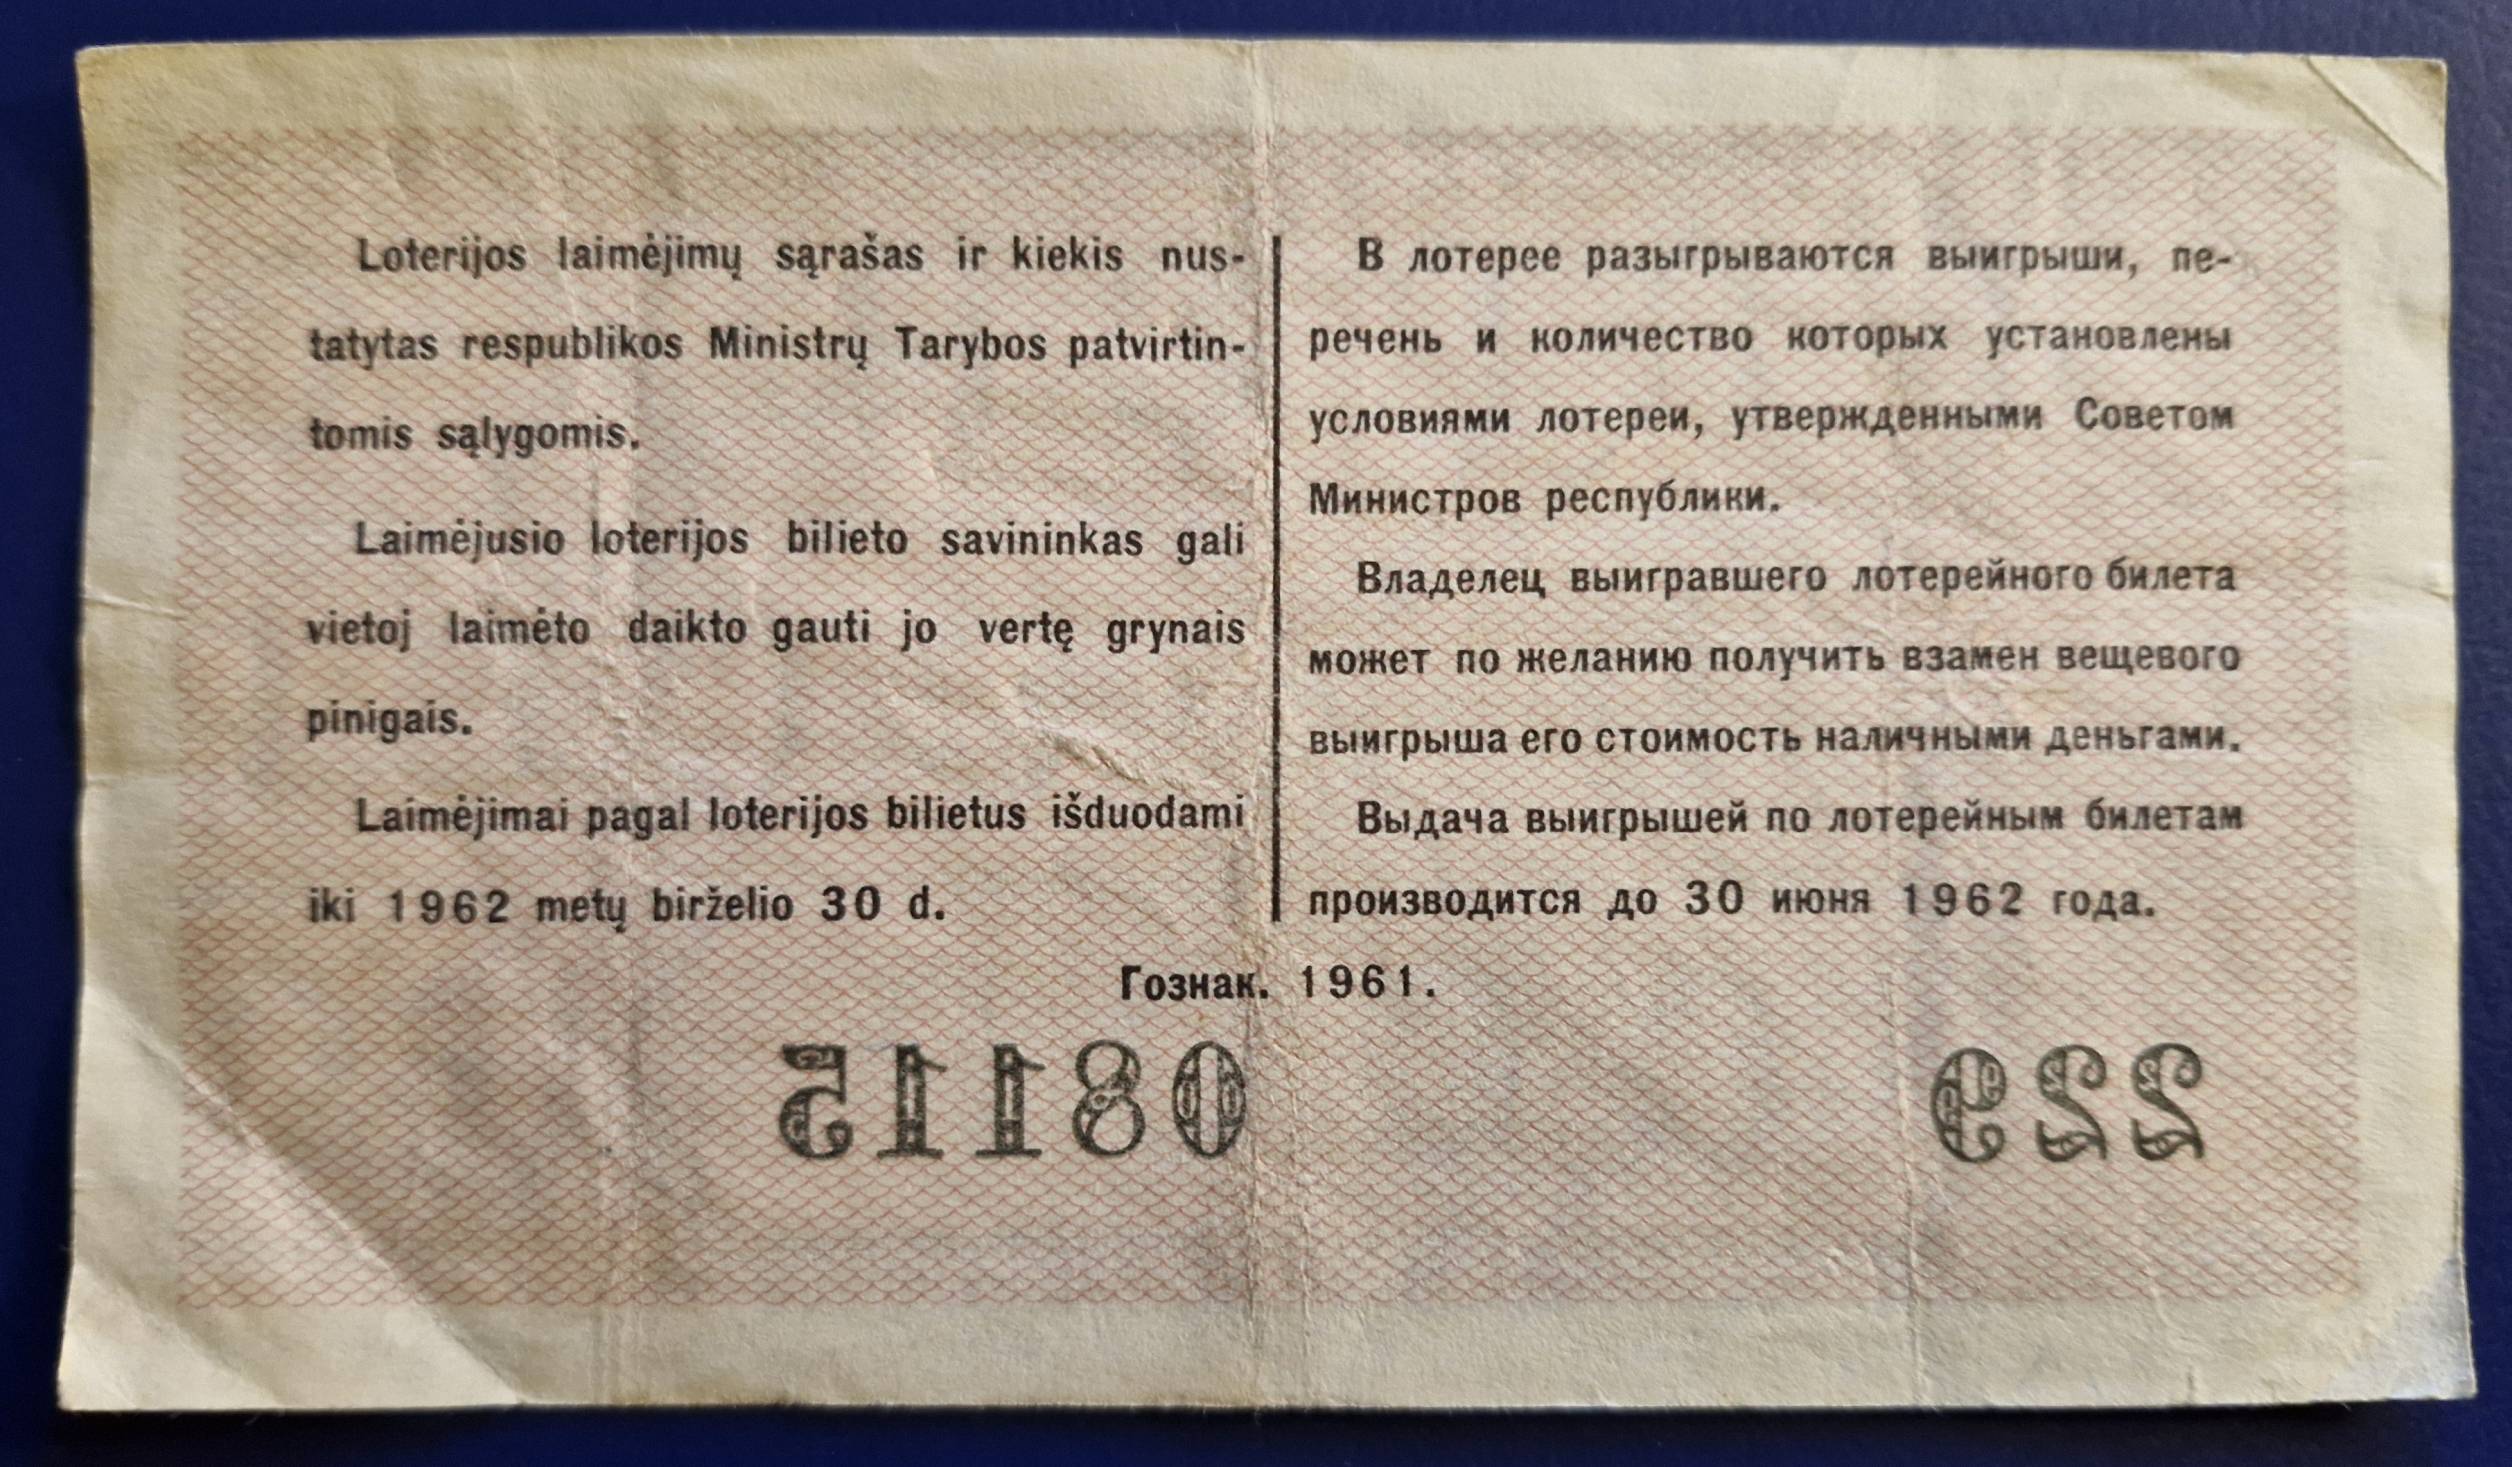 Loterijos laimėjimų sąrašas ir kiekis nus-
tatytas respublikos Ministrų Tarybos patvirtin-
tomis sąlygomis.
Laimėjusio loterijos bilieto savininkas gali
vietoj laimėto daikto gauti jo vertę grynais
pinigais.
Laimėjimai pagal loterijos bilietus išduodami
iki 1962 metų birželio 30 d.
В лотерее разыгрываются выигрыши, пе-
речень и количество которых установлены
условиями лотереи, утвержденными Советом
Министров республики.
Владелец выигравшего лотерейного билета
может по желанию получить взамен вещевого
выигрыша его стоимость наличными деньгами.
Выдача выигрышей по лотерейным билетам
производится до 30 июня 1962 года.
Гознак. 1961.
08115
229